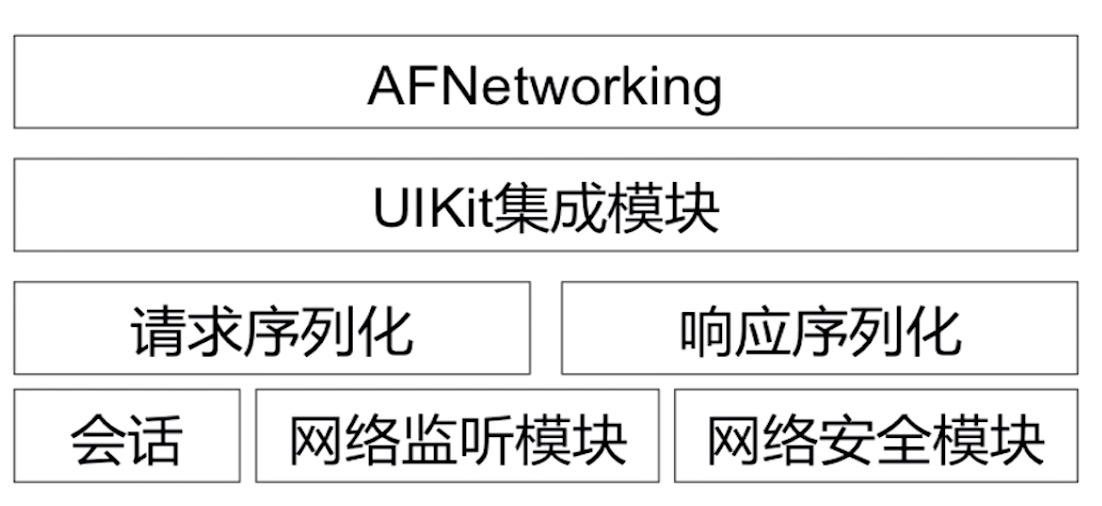 AFNetworking
UIKit集成模块
请求序列化
响应序列化
会话
网络监听模块
网络安全模块